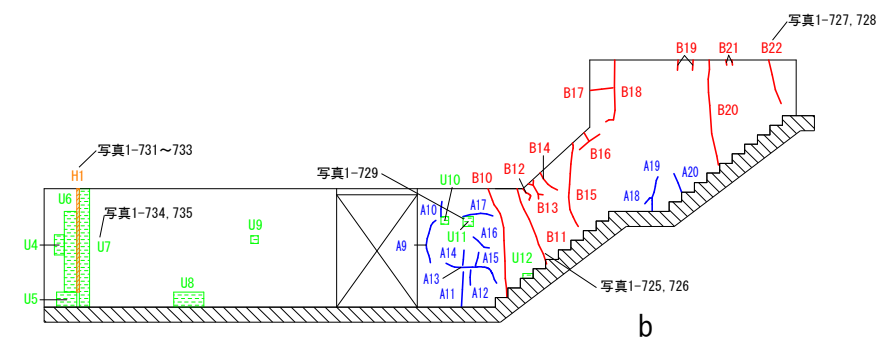 写真1-727, 728
B19
B21
B22
B17
B18
B20
写真1-731～733
写真1-729
B14
B16
H1
U10
B10
B12
A19
A20
U6
写真1-734, 735
A10
A17
B13
B15
A18
U9
U4
U7
A9
U11
A16
B11
A14
A15
U12
A13
U8
U5
A11
A12
写真1-725, 726
b